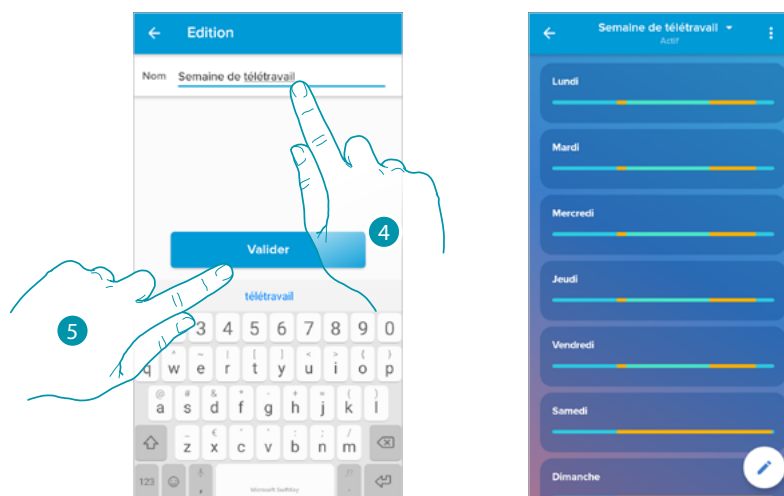 Edition
Nom Semaine de télétravail
4
Valider
télétravail
5
3 4 5 6 7 8 9 0
q w e r t y u i o p
a s d f g h j k l
z x c v b n m
123
Microsoft SwiftKey
Semaine de télétravail
Actif
Lundi
Mardi
Mercredi
Jeudi
Vendredi
Samedi
Dimanche